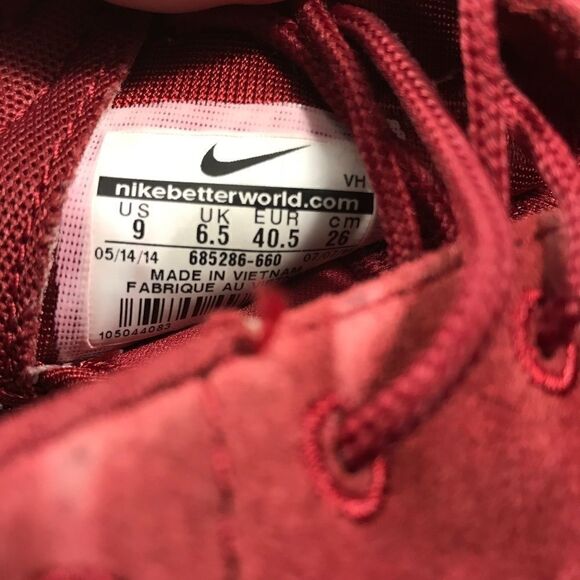 VH
nikebetterworld.com
US UK EUR cm
9 6.5 40.5 26
05/14/14 685286-660
MADE IN VIETNAM
FABRIQUE AU
105044083